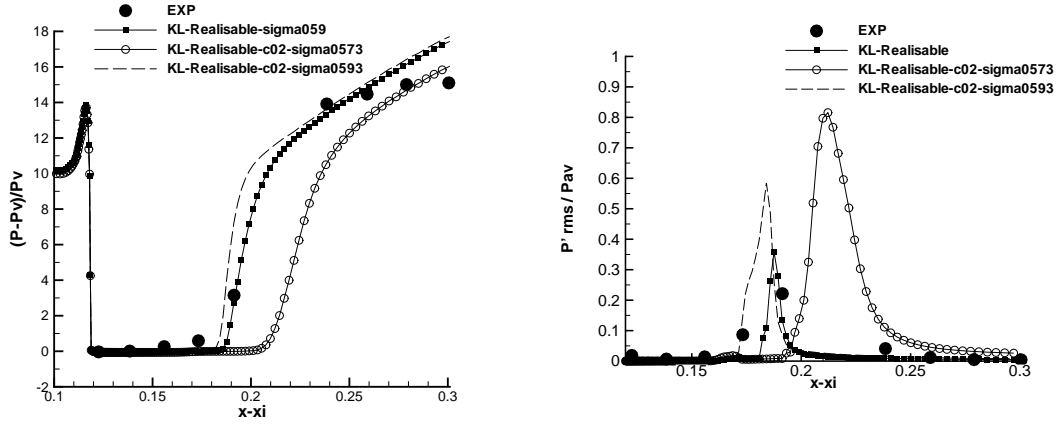 EXP
KL-Realisable-sigma059
KL-Realisable-c02-sigma0573
KL-Realisable-c02-sigma0593
(P-Pv)/Pv
18
16
14
12
10
8
6
4
2
0
-2
0.1
0.15
0.2
0.25
0.3
x-xi
EXP
KL-Realisable
KL-Realisable-c02-sigma0573
KL-Realisable-c02-sigma0593
P' rms / Pav
1
0.9
0.8
0.7
0.6
0.5
0.4
0.3
0.2
0.1
0
0.15
0.2
0.25
0.3
x-xi